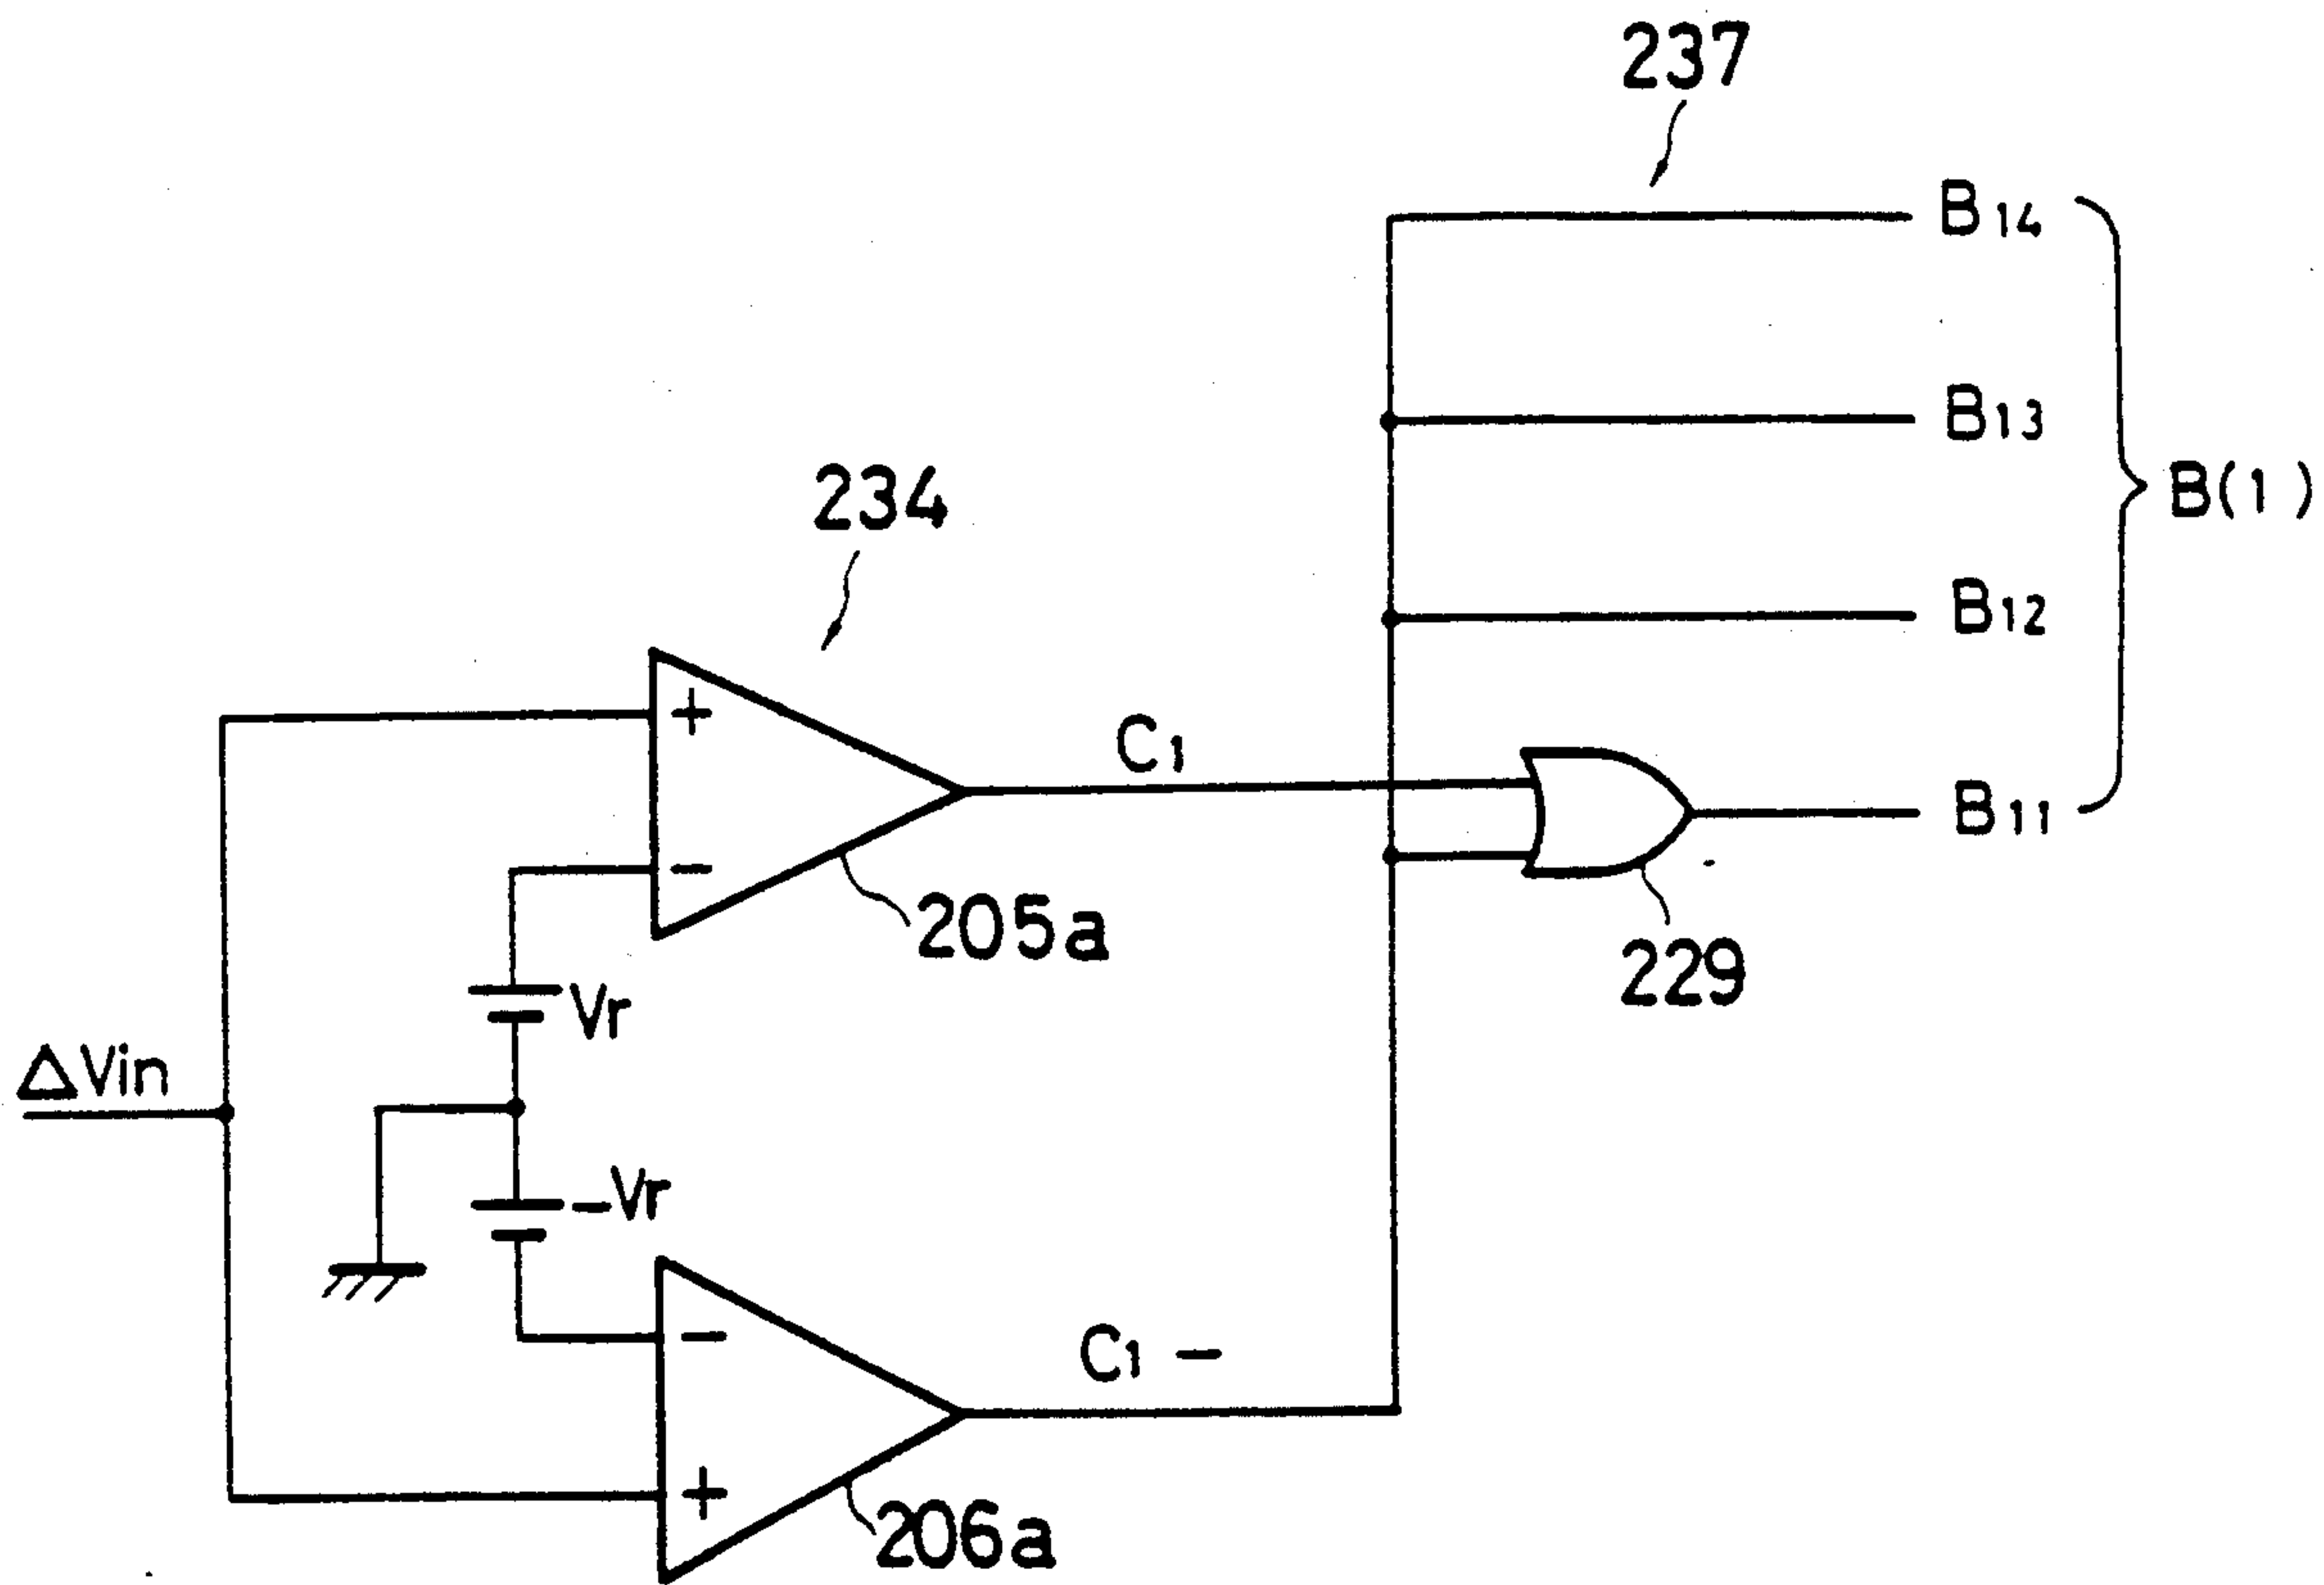 237
B14
B13
234
B(1)
B12
+
C1
B11
−
205a
229
Vr
ΔVin
−Vr
−
C1 −
+
206a